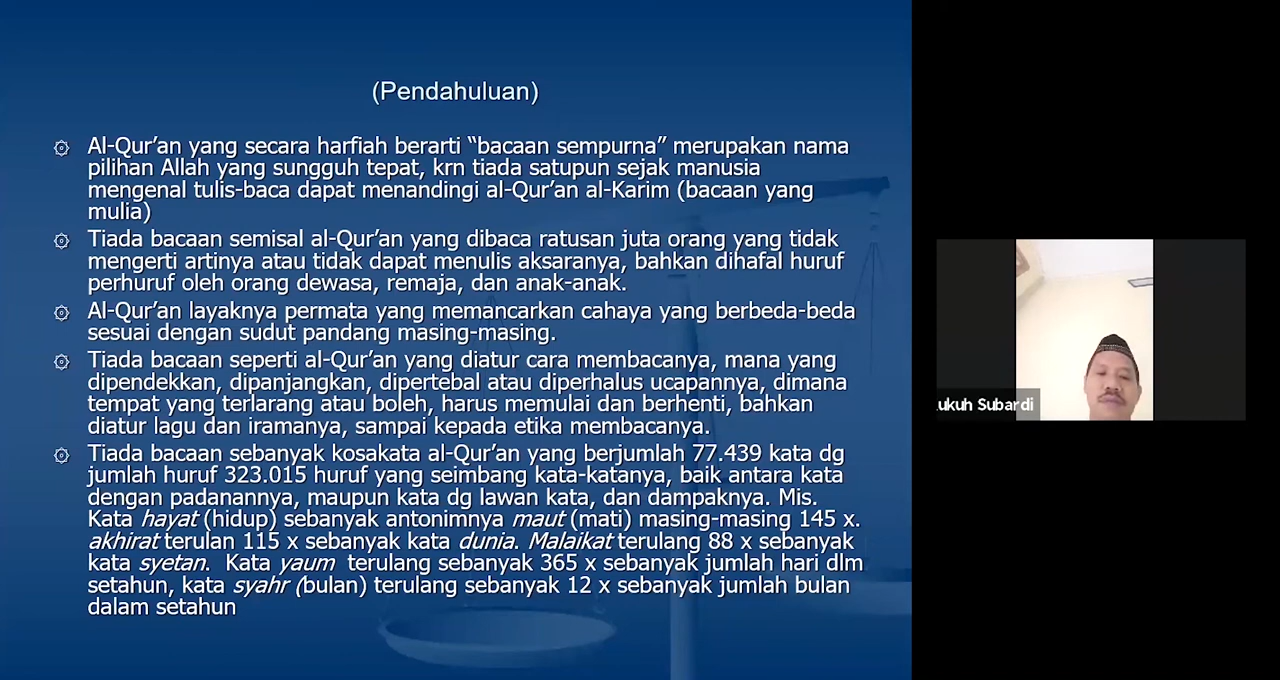 (Pendahuluan)
Al-Qur’an yang secara harfiah berarti “bacaan sempurna” merupakan nama
pilihan Allah yang sungguh tepat, krn tiada satupun sejak manusia
mengenal tulis-baca dapat menandingi al-Qur’an al-Karim (bacaan yang
mulia)
Tiada bacaan semisal al-Qur’an yang dibaca ratusan juta orang yang tidak
mengerti artinya atau tidak dapat menulis aksaranya, bahkan dihafal huruf
perhuruf oleh orang dewasa, remaja, dan anak-anak.
Al-Qur’an layaknya permata yang memancarkan cahaya yang berbeda-beda
sesuai dengan sudut pandang masing-masing.
Tiada bacaan seperti al-Qur’an yang diatur cara membacanya, mana yang
dipendekkan, dipanjangkan, dipertebal atau diperhalus ucapannya, dimana
tempat yang terlarang atau boleh, harus memulai dan berhenti, bahkan
diatur lagu dan iramanya, sampai kepada etika membacanya.
Tiada bacaan sebanyak kosakata al-Qur’an yang berjumlah 77.439 kata dg
jumlah huruf 323.015 huruf yang seimbang kata-katanya, baik antara kata
dengan padanannya, maupun kata dg lawan kata, dan dampaknya. Mis.
Kata hayat (hidup) sebanyak antonimnya maut (mati) masing-masing 145 x.
akhirat terulan 115 x sebanyak kata dunia. Malaikat terulang 88 x sebanyak
kata syetan. Kata yaum terulang sebanyak 365 x sebanyak jumlah hari dlm
setahun, kata syahr (bulan) terulang sebanyak 12 x sebanyak jumlah bulan
dalam setahun
ukuh Subardi